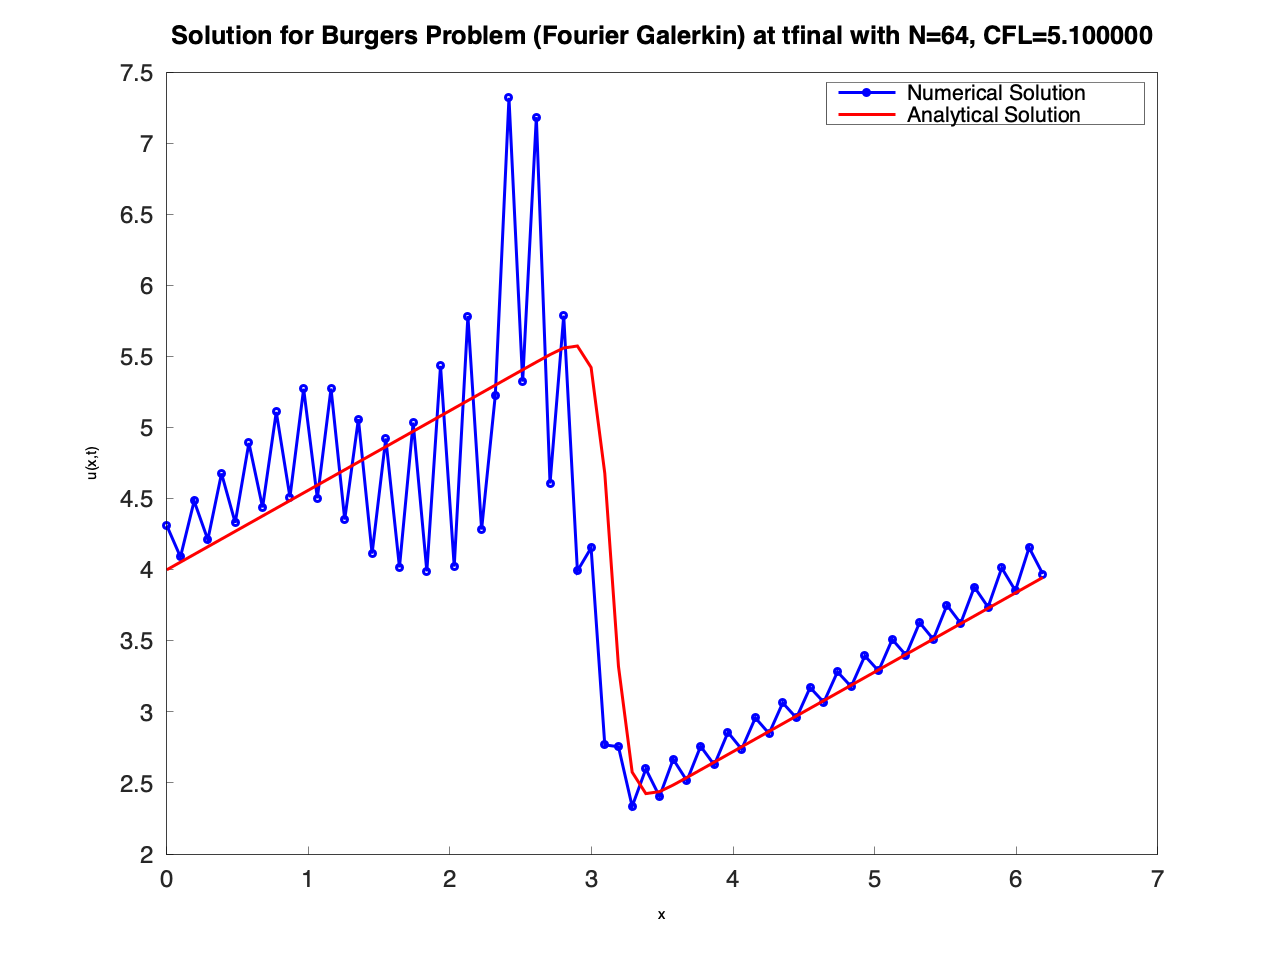 Solution for Burgers Problem (Fourier Galerkin) at tfinal with N=64, CFL=5.100000
7.5
Numerical Solution
Analytical Solution
7
6.5
6
5.5
5
u(x,t)
4.5
4
3.5
3
2.5
2
0 1 2 3 4 5 6 7
x